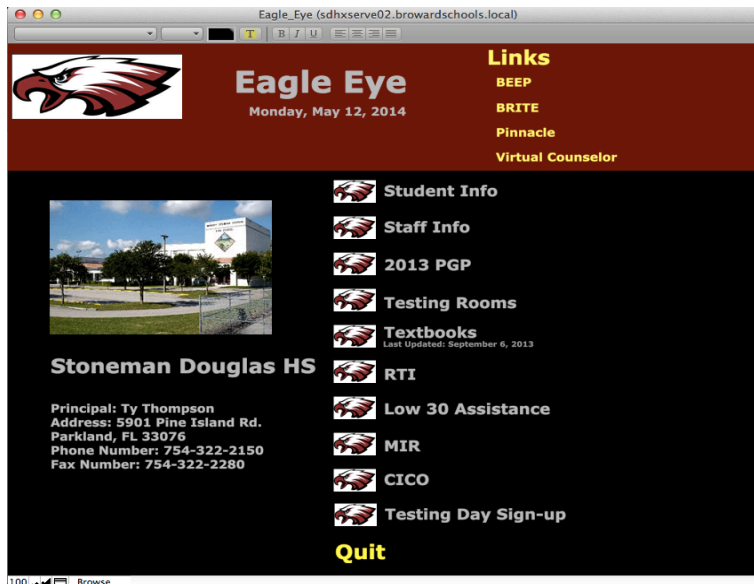 Eagle_Eye (sdhxserve02.browardschools.local)
T B I U
Eagle Eye
Monday, May 12, 2014
Links
BEEP
BRITE
Pinnacle
Virtual Counselor
Stoneman Douglas HS
Principal: Ty Thompson
Address: 5901 Pine Island Rd.
Parkland, FL 33076
Phone Number: 754-322-2150
Fax Number: 754-322-2280
Student Info
Staff Info
2013 PGP
Testing Rooms
Textbooks
Last Updated: September 6, 2013
RTI
Low 30 Assistance
MIR
CICO
Testing Day Sign-up
Quit
100 Browse